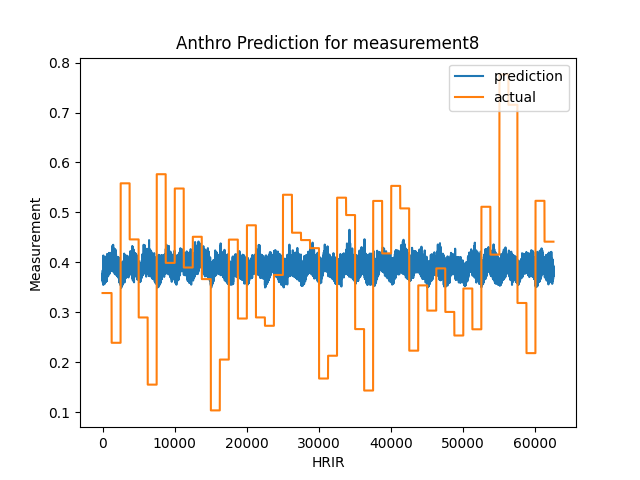 Anthro Prediction for measurement8
prediction
actual
0.8
0.7
0.6
0.5
0.4
0.3
0.2
0.1
Measurement
0 10000 20000 30000 40000 50000 60000
HRIR